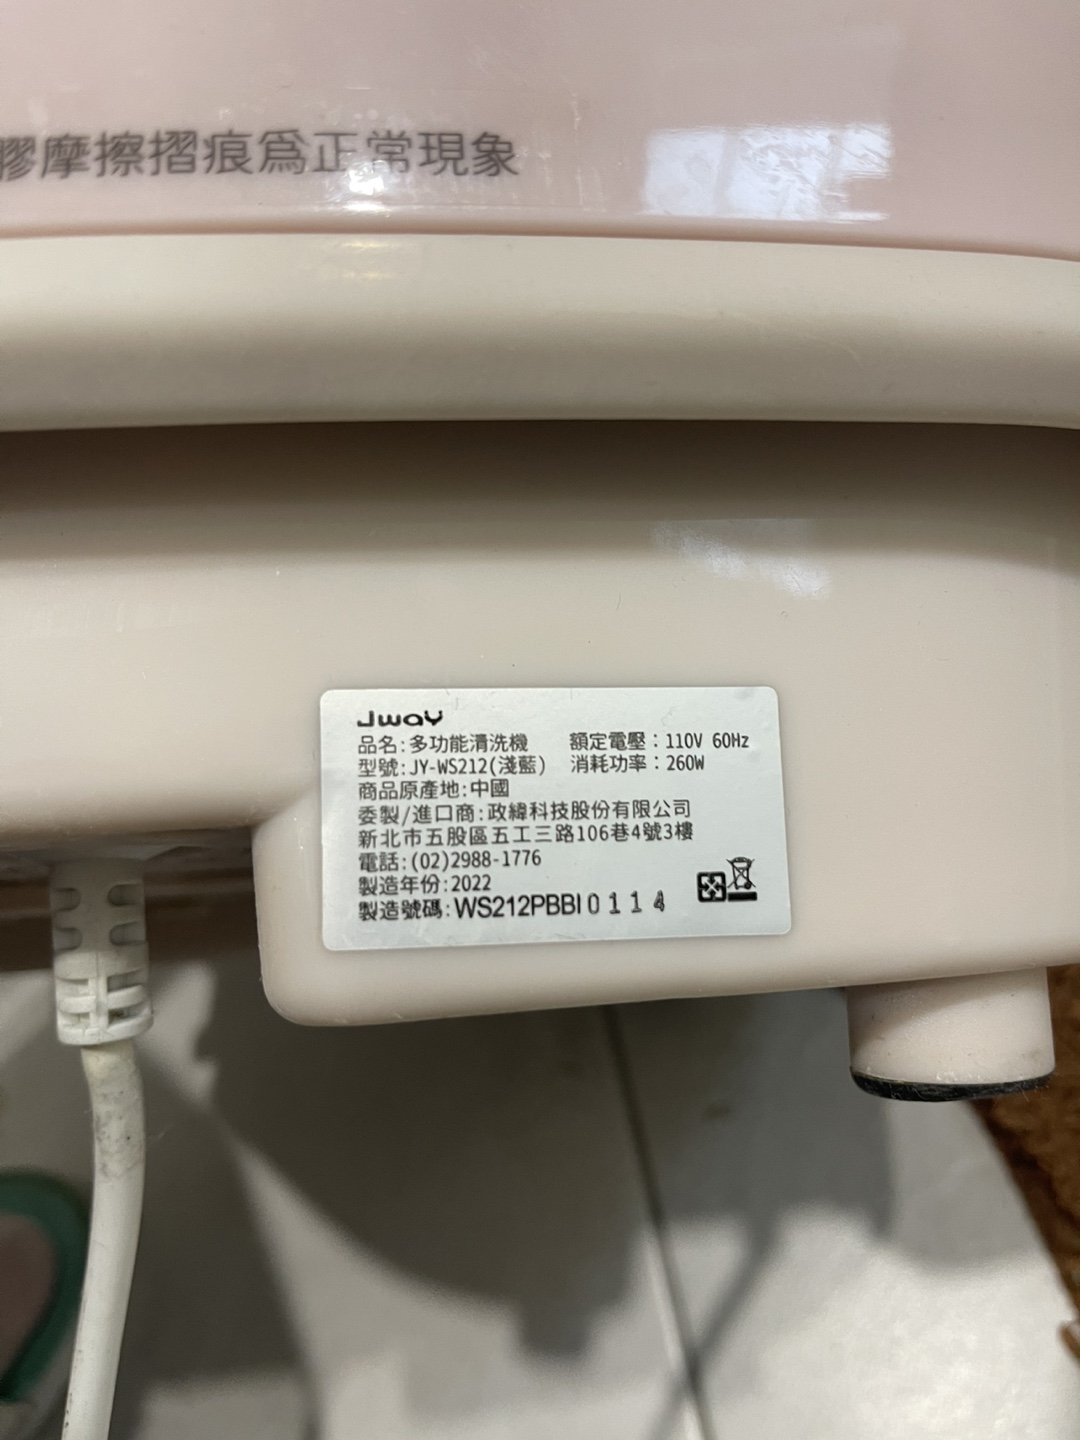 膠摩擦摺痕為正常現象
Jway
品名:多功能清洗機 額定電壓：110V 60Hz
型號:JY-WS212(淺藍) 消耗功率：260W
商品原產地:中國
委製/進口商:政緯科技股份有限公司
新北市五股區五工三路106巷4號3樓
電話:(02)2988-1776
製造年份:2022
製造號碼:WS212PBBI0114